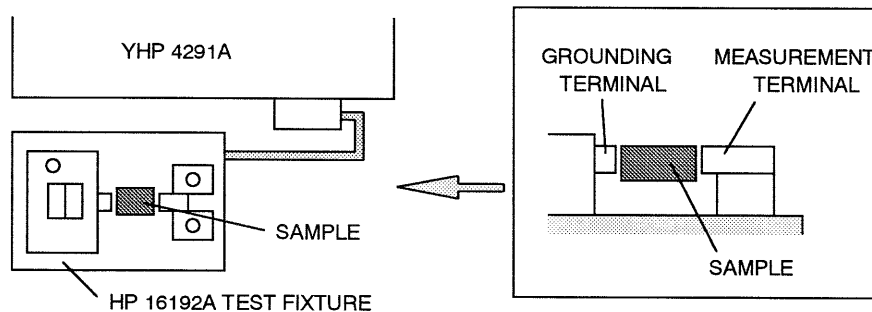 YHP 4291A
SAMPLE
HP 16192A TEST FIXTURE
GROUNDING
TERMINAL
MEASUREMENT
TERMINAL
SAMPLE